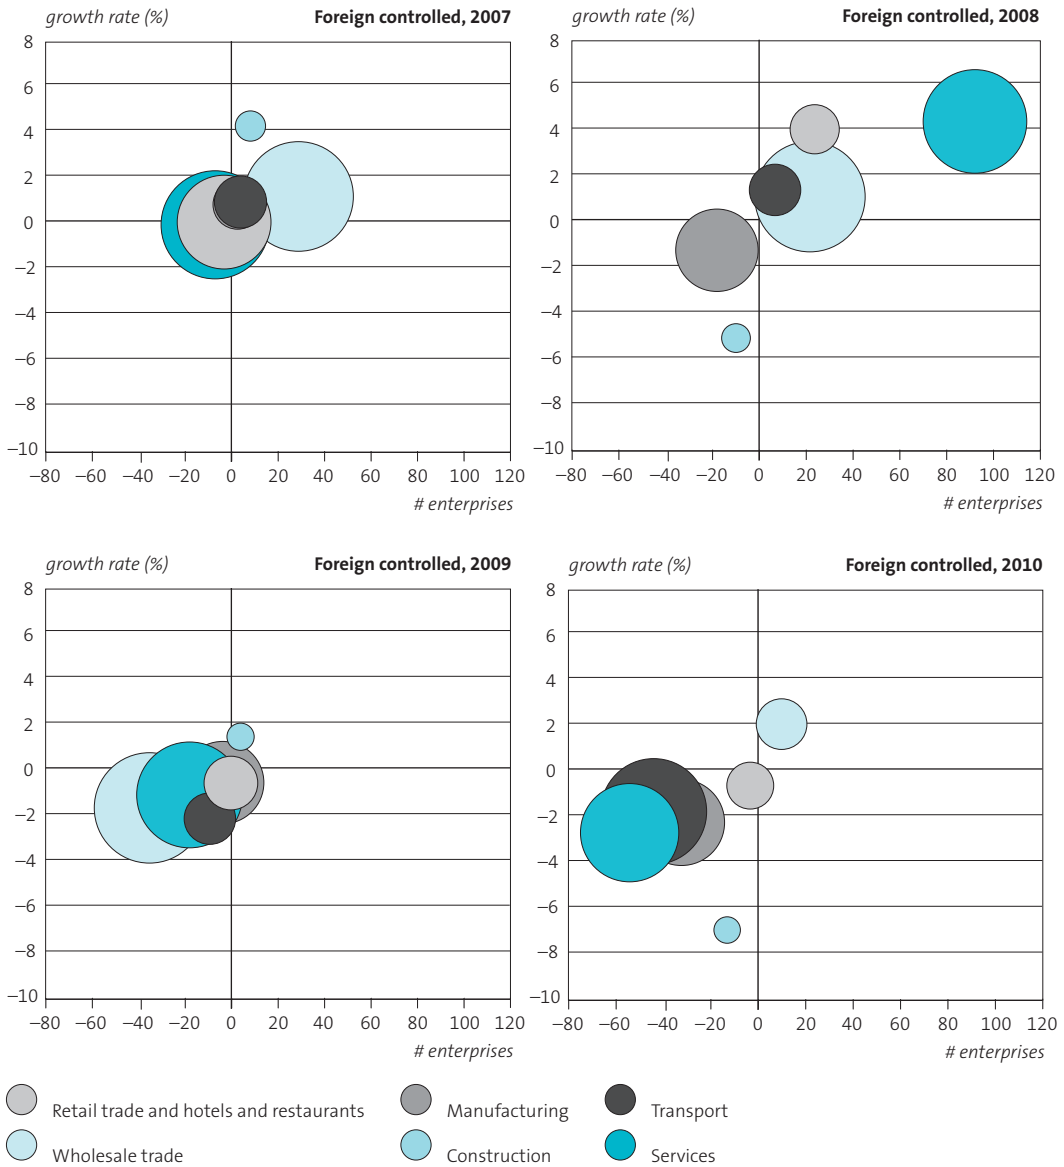 growth rate (%) Foreign controlled, 2007
8
6
4
2
0
−2
−4
−6
−8
−10
−80 −60 −40 −20 0 20 40 60 80 100 120
# enterprises
growth rate (%) Foreign controlled, 2008
8
6
4
2
0
−2
−4
−6
−8
−10
−80 −60 −40 −20 0 20 40 60 80 100 120
# enterprises
growth rate (%) Foreign controlled, 2009
8
6
4
2
0
−2
−4
−6
−8
−10
−80 −60 −40 −20 0 20 40 60 80 100 120
# enterprises
growth rate (%) Foreign controlled, 2010
8
6
4
2
0
−2
−4
−6
−8
−10
−80 −60 −40 −20 0 20 40 60 80 100 120
# enterprises
Retail trade and hotels and restaurants Manufacturing Transport
Wholesale trade Construction Services